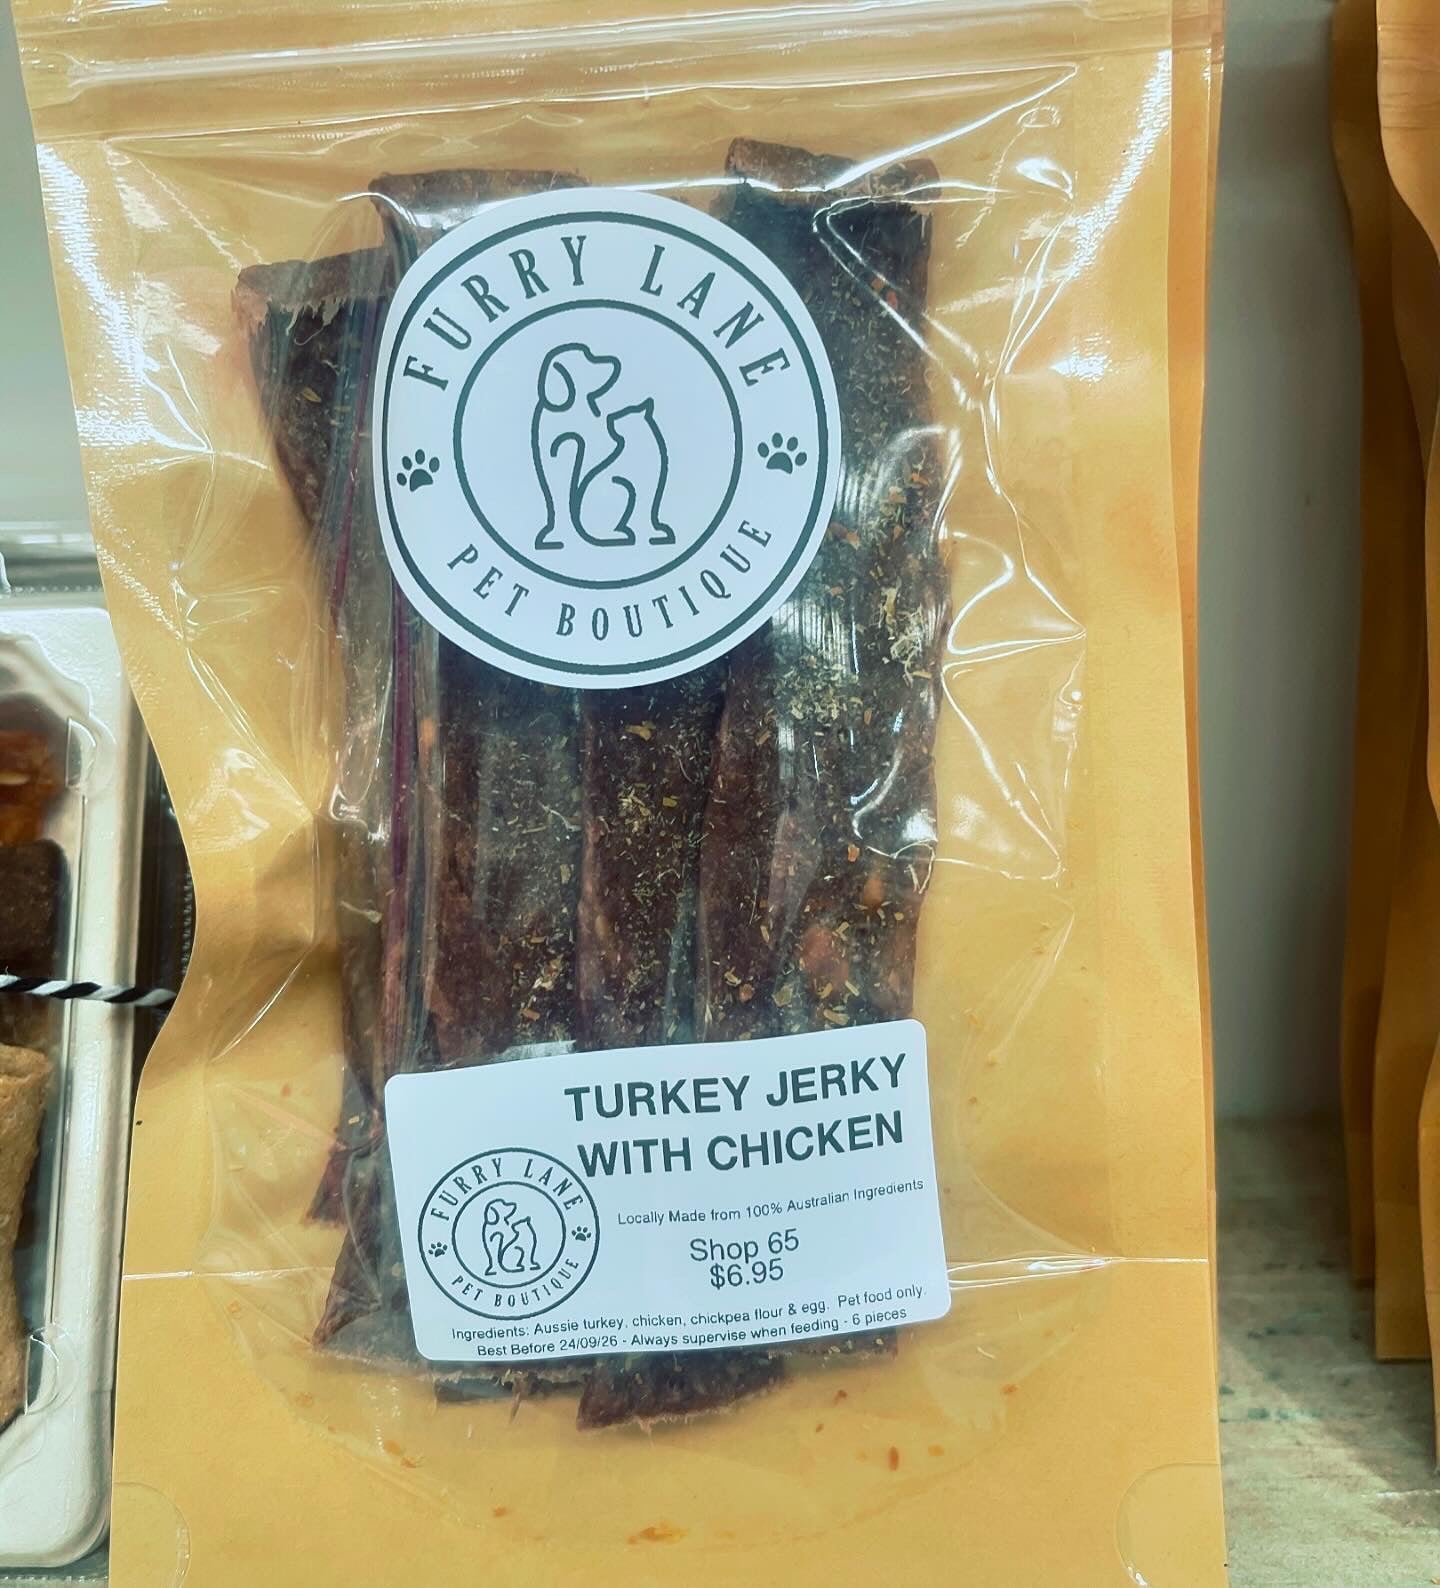 FURRY LANE
PET BOUTIQUE
TURKEY JERKY
WITH CHICKEN
FURRY LANE
PET BOUTIQUE
Locally Made from 100% Australian Ingredients
Shop 65
$6.95
Ingredients: Aussie turkey, chicken, chickpea flour & egg. Pet food only.
Best Before 24/09/26 - Always supervise when feeding - 6 pieces